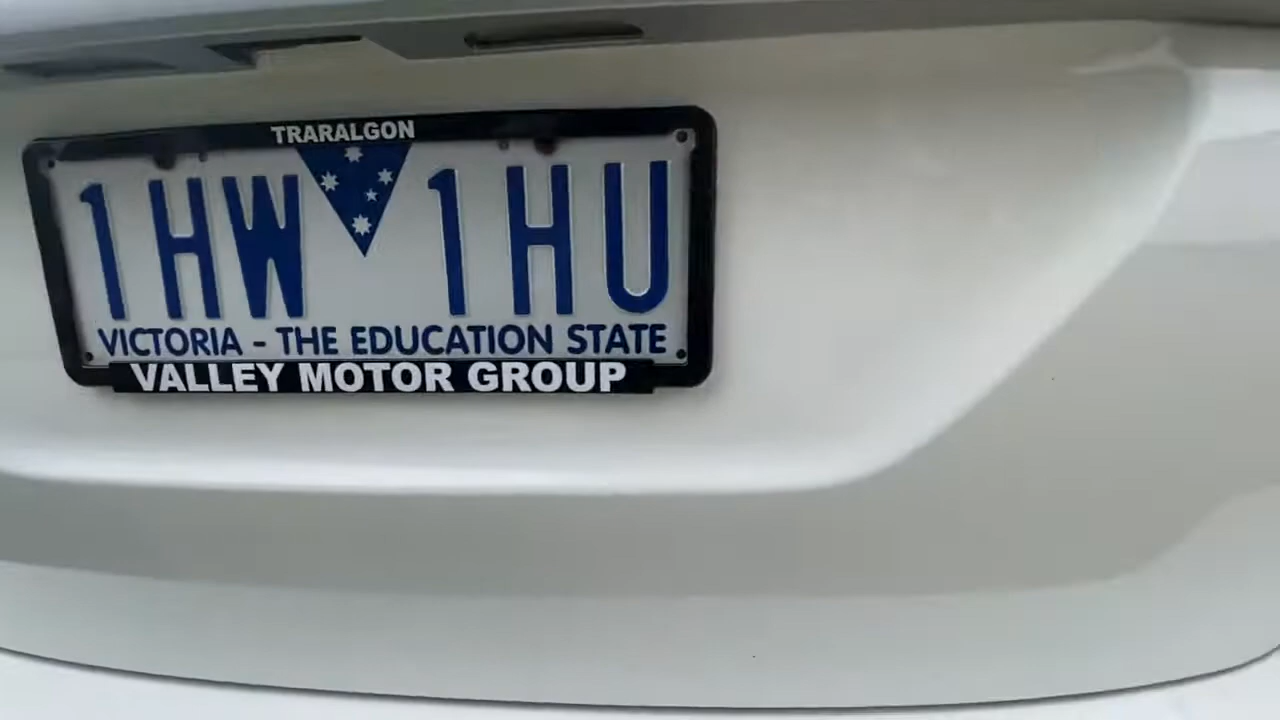 TRARALGON
1HW 1HU
VICTORIA - THE EDUCATION STATE
VALLEY MOTOR GROUP